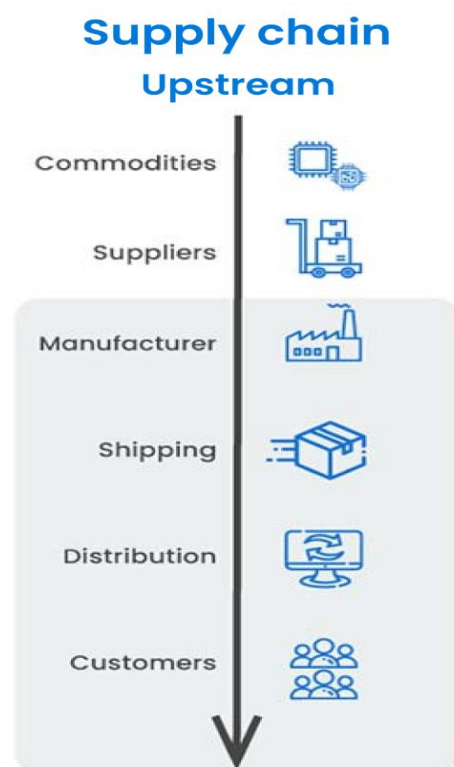 Supply chain
Upstream
Commodities
Suppliers
Manufacturer
Shipping
Distribution
Customers